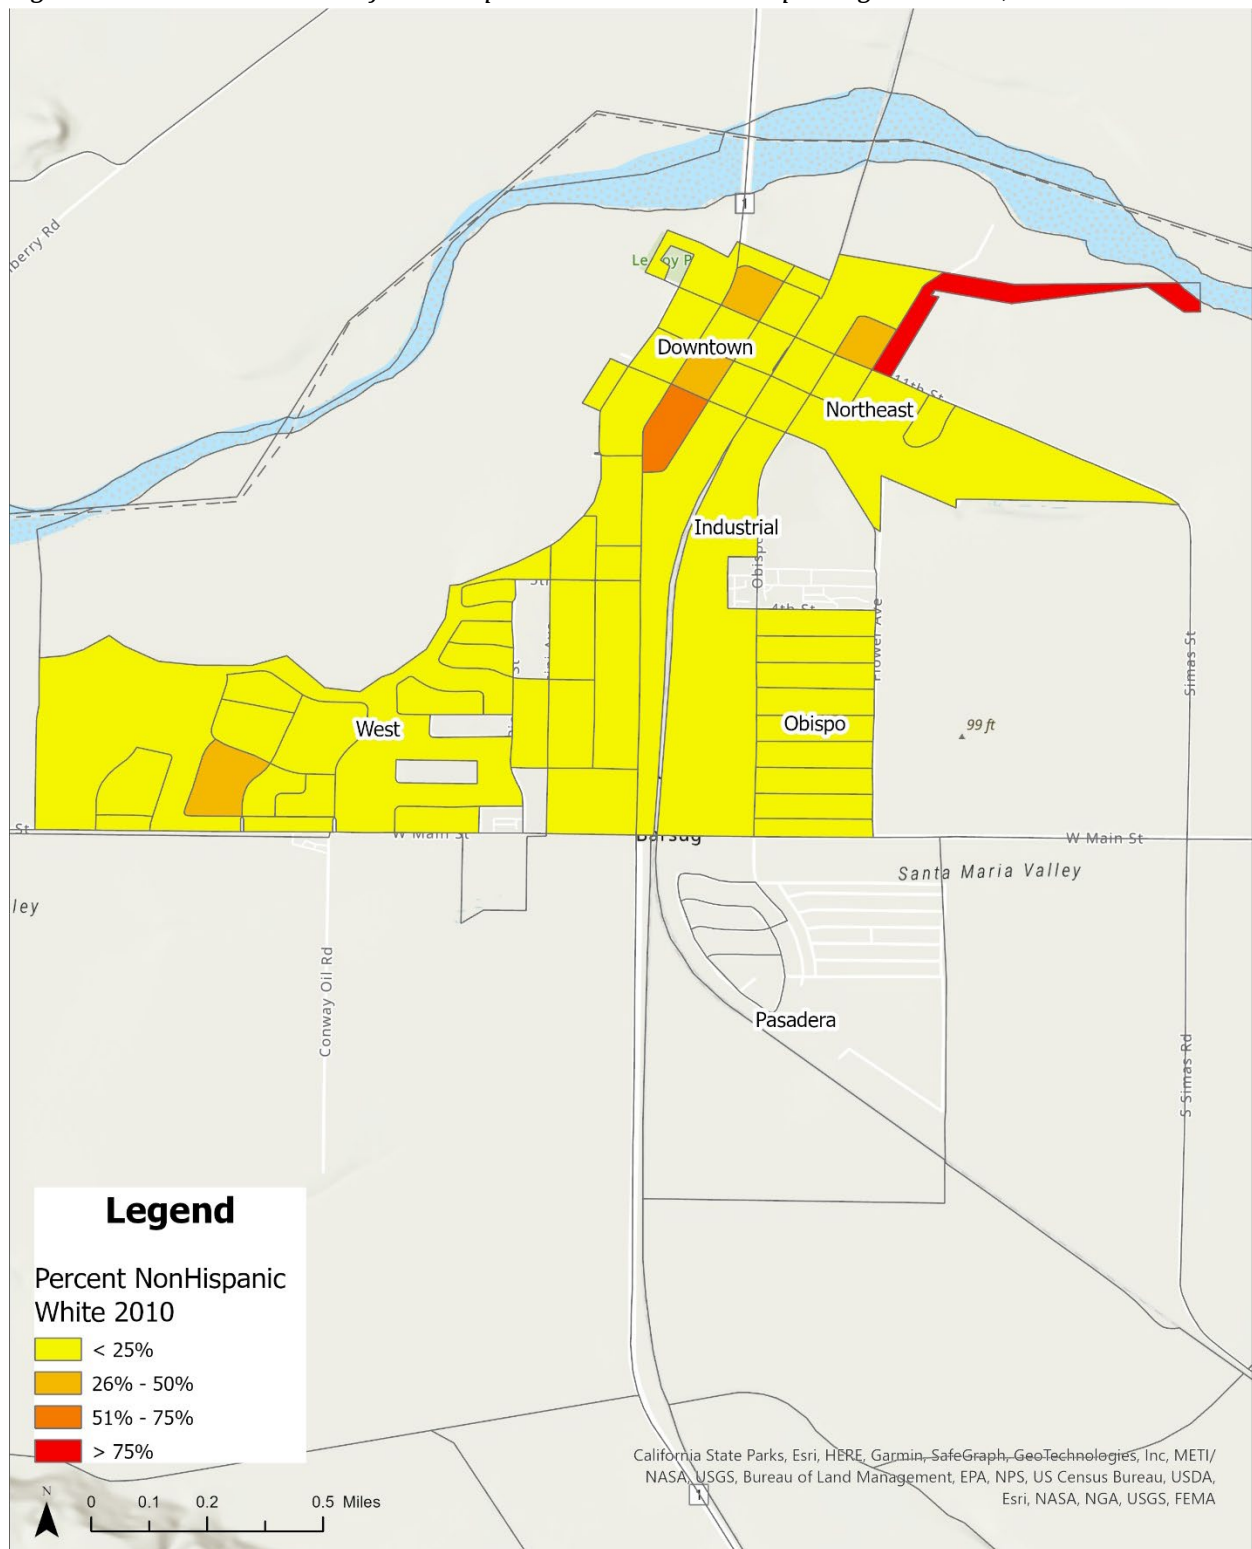 1
berry Rd
Downtown
11th St
Northeast
Industrial
Obispo
4th St
Flower Ave
Simas St
99 ft
Obispo
West
St
W Main St
W Main St
Santa Maria Valley
ley
Conway Oil Rd
Pasadera
S Simas Rd
Legend
Percent NonHispanic
White 2010
< 25%
26% - 50%
51% - 75%
> 75%
California State Parks, Esri, HERE, Garmin, SafeGraph, GeoTechnologies, Inc, METI/
NASA, USGS, Bureau of Land Management, EPA, NPS, US Census Bureau, USDA,
Esri, NASA, NGA, USGS, FEMA
1
N
0 0.1 0.2 0.5 Miles